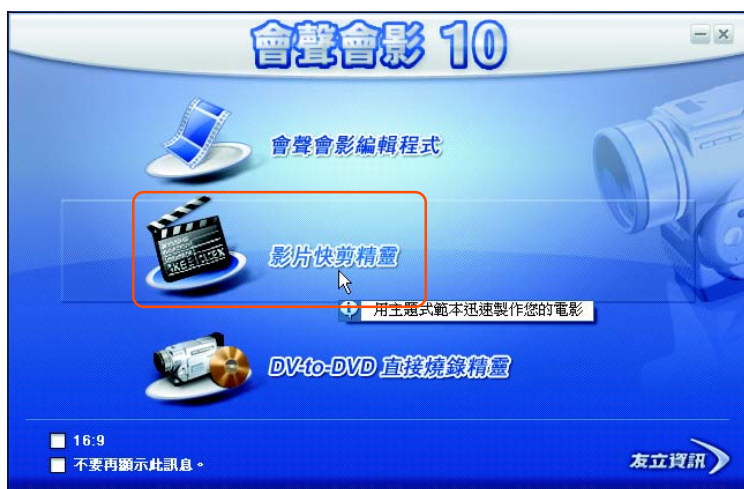 會聲會影 10
會聲會影編輯程式
影片快剪精靈
用主題式範本迅速製作您的電影
DV-to-DVD 直接燒錄精靈
16:9
不要再顯示此訊息。
友立資訊